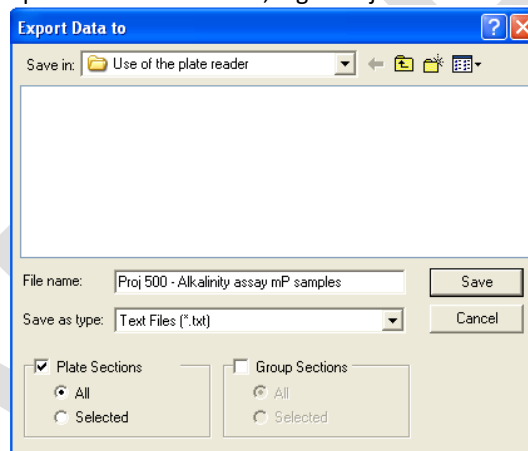 Export Data to
Save in: Use of the plate reader
File name: Proj 500 - Alkalinity assay mP samples Save
Save as type: Text Files (*.txt) Cancel
Plate Sections Group Sections
All All
Selected Selected